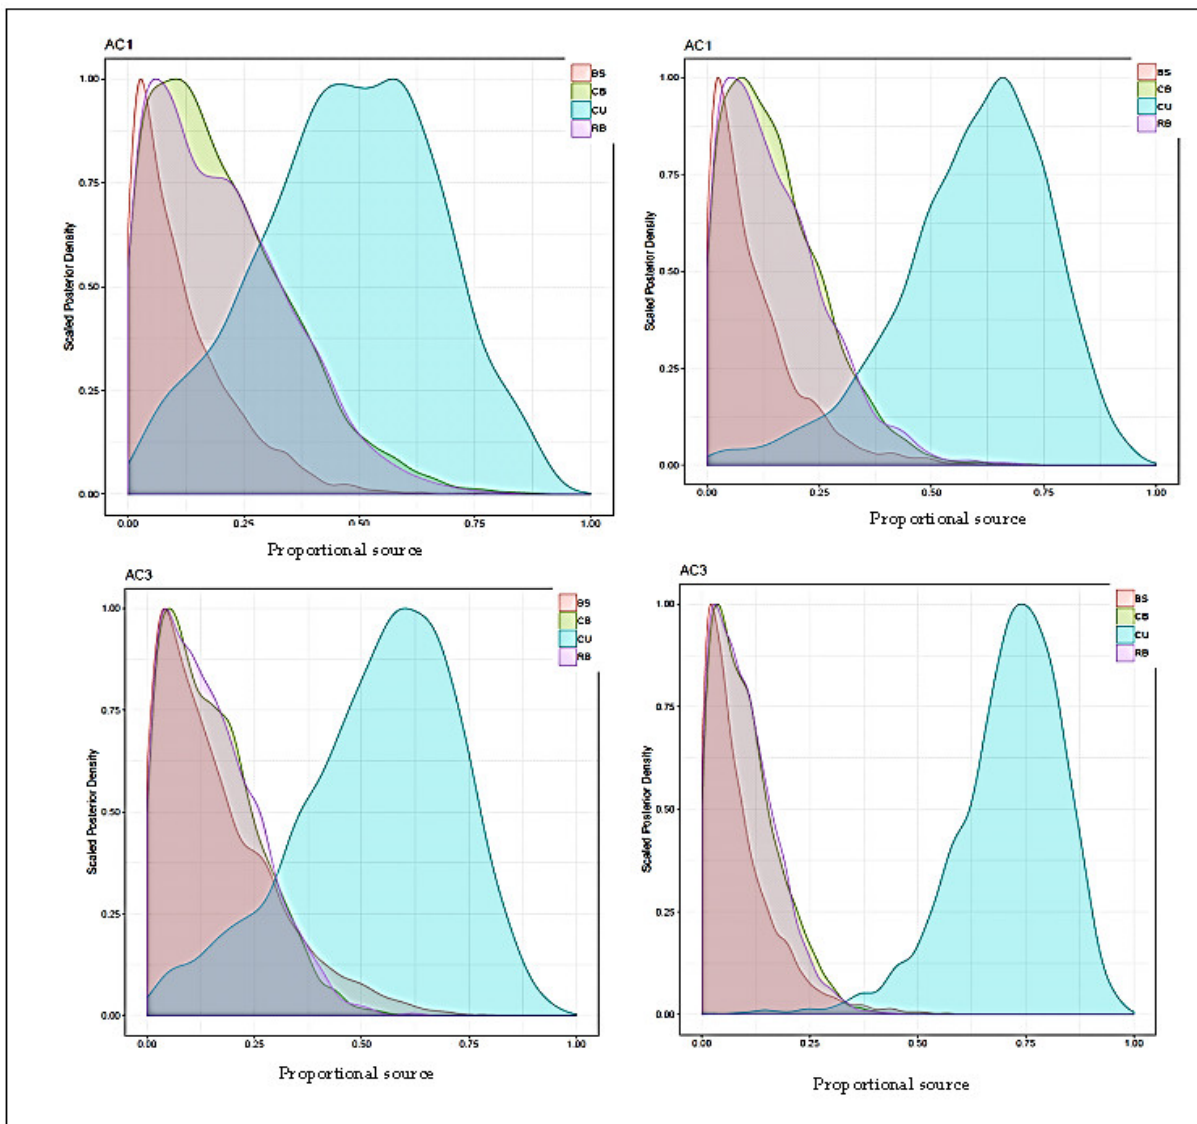 AC1
BS
CB
CU
RB
1.00
0.75
0.50
0.25
0.00
Scaled Posterior Density
0.00 0.25 0.50 0.75 1.00
Proportional source
AC1
BS
CB
CU
RB
1.00
0.75
0.50
0.25
0.00
Scaled Posterior Density
0.00 0.25 0.50 0.75 1.00
Proportional source
AC3
BS
CB
CU
RB
1.00
0.75
0.50
0.25
0.00
Scaled Posterior Density
0.00 0.25 0.50 0.75 1.00
Proportional source
AC3
BS
CB
CU
RB
1.00
0.75
0.50
0.25
0.00
Scaled Posterior Density
0.00 0.25 0.50 0.75 1.00
Proportional source